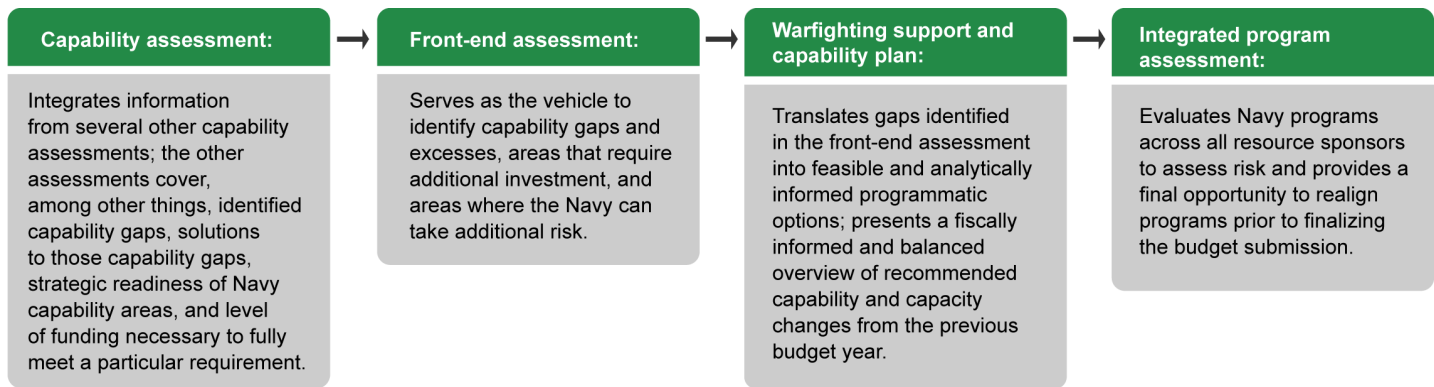 Capability assessment:
Integrates information
from several other capability
assessments; the other
assessments cover,
among other things, identified
capability gaps, solutions
to those capability gaps,
strategic readiness of Navy
capability areas, and level
of funding necessary to fully
meet a particular requirement.
Front-end assessment:
Serves as the vehicle to
identify capability gaps and
excesses, areas that require
additional investment, and
areas where the Navy can
take additional risk.
Warfighting support and
capability plan:
Translates gaps identified
in the front-end assessment
into feasible and analytically
informed programmatic
options; presents a fiscally
informed and balanced
overview of recommended
capability and capacity
changes from the previous
budget year.
Integrated program
assessment:
Evaluates Navy programs
across all resource sponsors
to assess risk and provides a
final opportunity to realign
programs prior to finalizing
the budget submission.